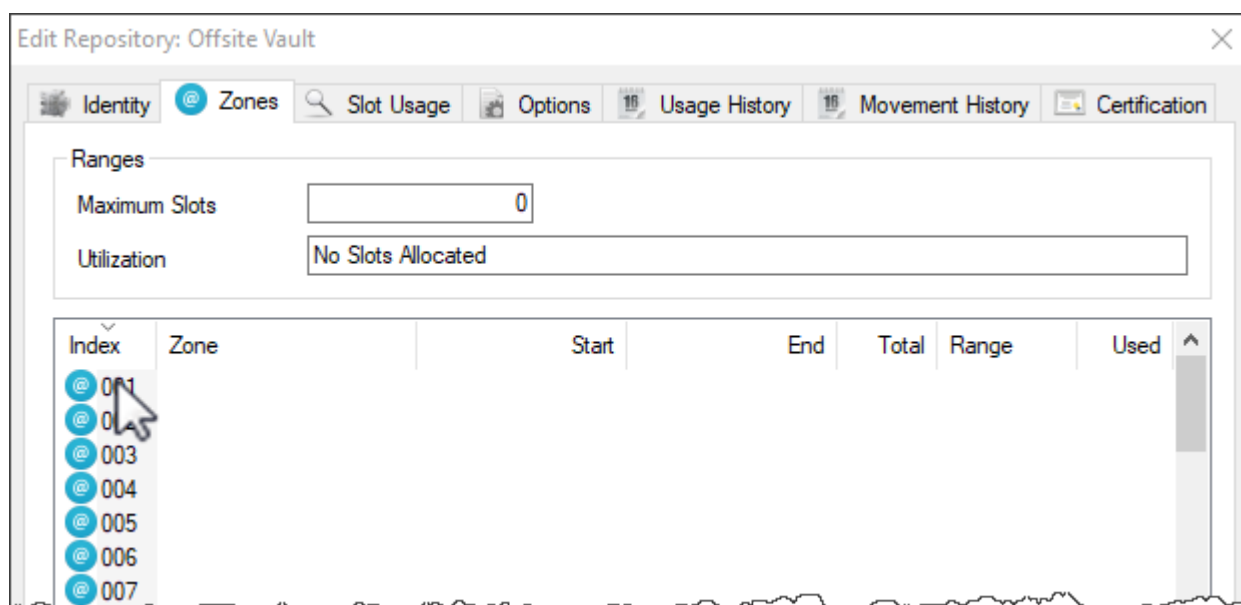 Edit Repository: Offsite Vault
Identity Zones Slot Usage Options Usage History Movement History Certification
Ranges
Maximum Slots 0
Utilization No Slots Allocated
Index Zone Start End Total Range Used
001
003
004
005
006
007